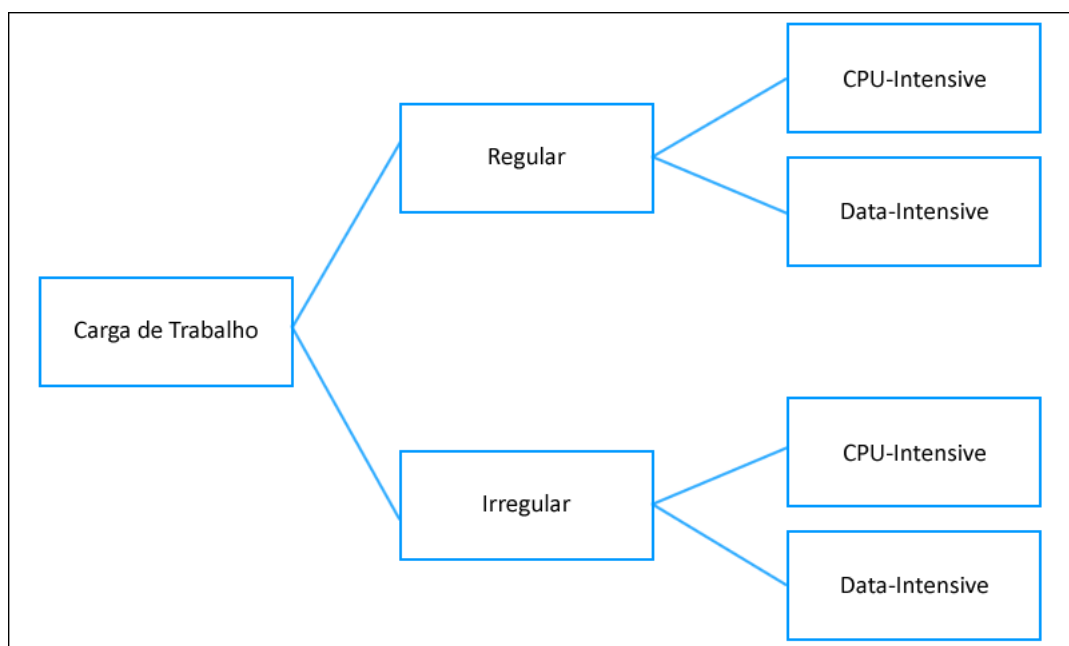 CPU-Intensive
Regular
Data-Intensive
Carga de Trabalho
CPU-Intensive
Irregular
Data-Intensive